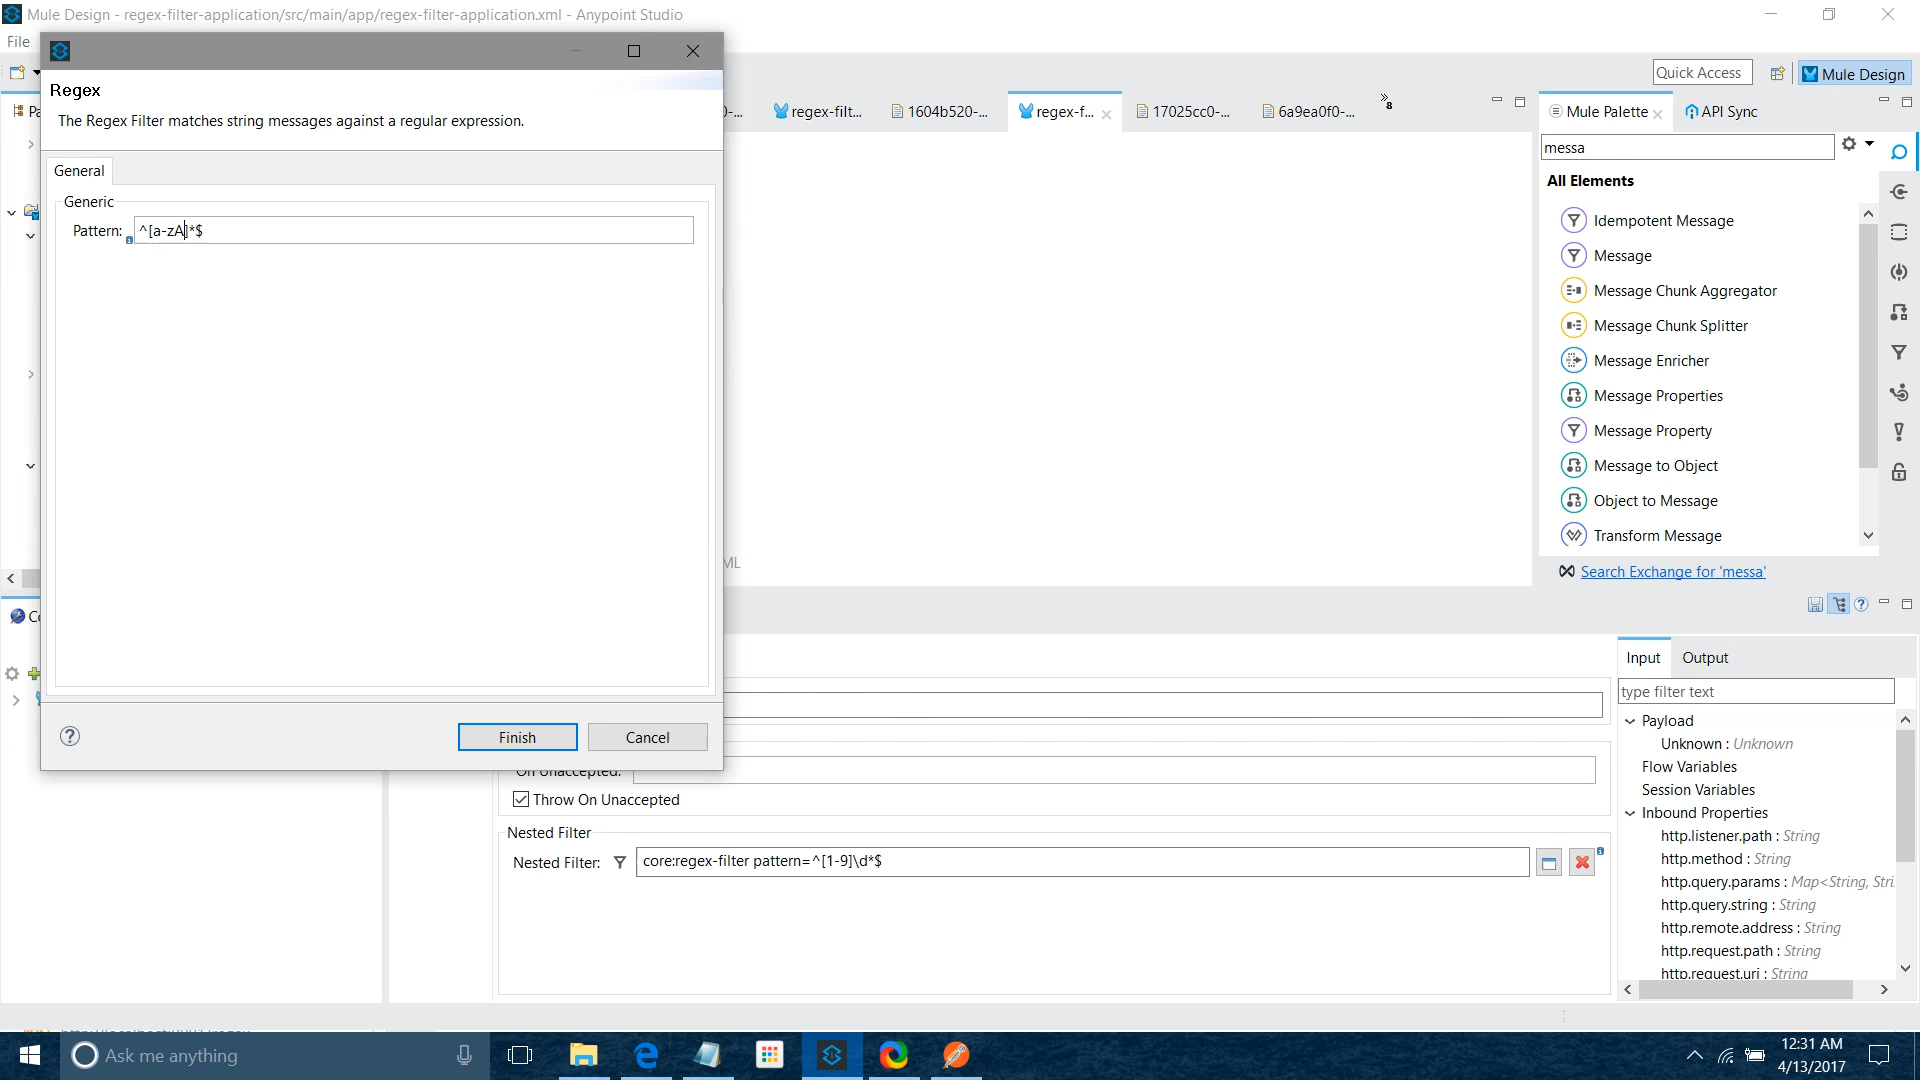 Mule Design - regex-filter-application/src/main/app/regex-filter-application.xml - Anypoint Studio
File
Quick Access
Mule Design
Regex
The Regex Filter matches string messages against a regular expression.
regex-filt...
1604b520-...
regex-f...
17025cc0-...
6a9ea0f0-...
8
Mule Palette
API Sync
messa
All Elements
General
Generic
Pattern:
^[a-zA]*$
Idempotent Message
Message
Message Chunk Aggregator
Message Chunk Splitter
Message Enricher
Message Properties
Message Property
Message to Object
Object to Message
Transform Message
Search Exchange for 'messa'
Finish
Cancel
Input
Output
type filter text
Payload
Unknown : Unknown
Flow Variables
Session Variables
Inbound Properties
http.listener.path : String
http.method : String
http.query.params : Map<String, Stri
http.query.string : String
http.remote.address : String
http.request.path : String
http.request.uri : String
On Unaccepted:
Throw On Unaccepted
Nested Filter
Nested Filter:
core:regex-filter pattern=^[1-9]\d*$
Ask me anything
12:31 AM
4/13/2017